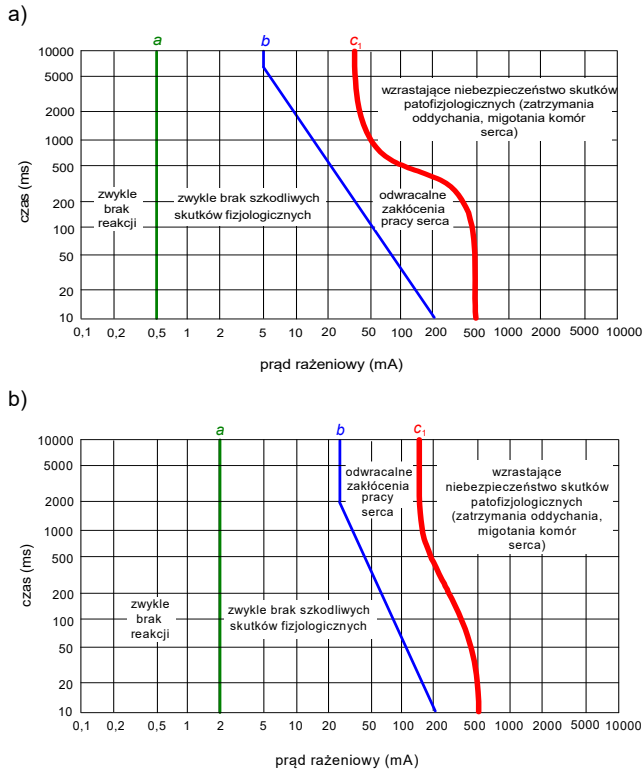 a)
a b c₁
10000
5000
2000
1000
500
200
100
50
20
10
czas (ms)
wzrastające niebezpieczeństwo skutków
patofizjologicznych (zatrzymania
oddychania, migotania komór
serca)
zwykle
brak
reakcji
zwykle brak szkodliwych
skutków fizjologicznych
odwracalne
zakłócenia
pracy serca
0,1 0,2 0,5 1 2 5 10 20 50 100 200 500 1000 2000 5000 10000
prąd rażeniowy (mA)
b)
a b c₁
10000
5000
2000
1000
500
200
100
50
20
10
czas (ms)
odwracalne
zakłócenia
pracy
serca
wzrastające
niebezpieczeństwo skutków
patofizjologicznych
(zatrzymania oddychania,
migotania komór
serca)
zwykle
brak
reakcji
zwykle brak szkodliwych
skutków fizjologicznych
0,1 0,2 0,5 1 2 5 10 20 50 100 200 500 1000 2000 5000 10000
prąd rażeniowy (mA)